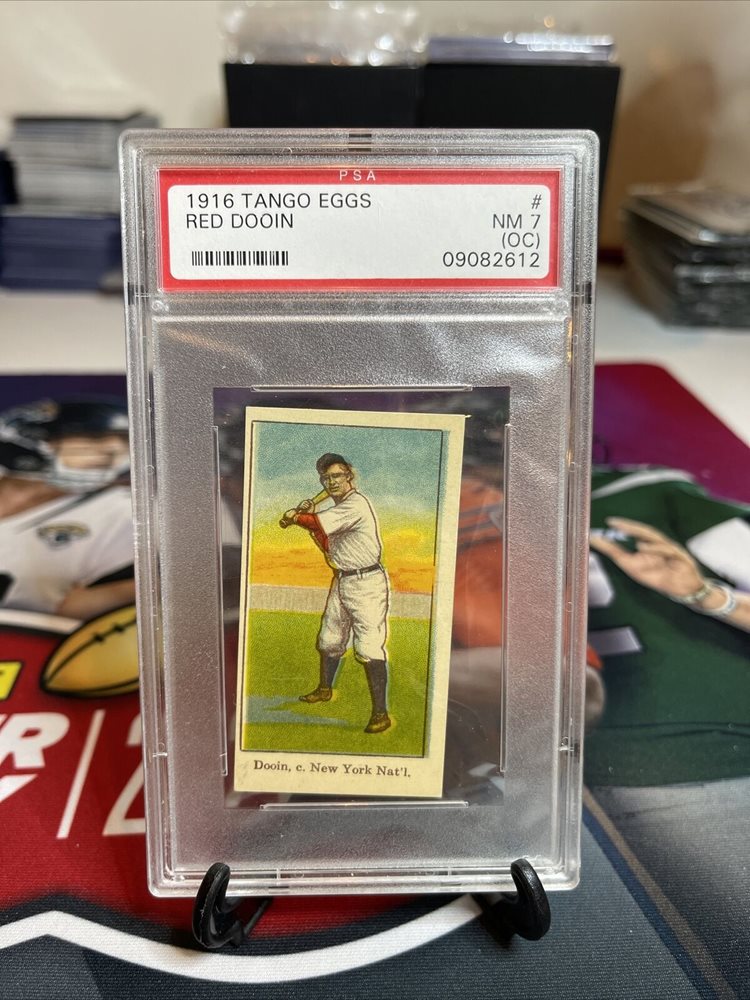 PSA
1916 TANGO EGGS #
RED DOOIN NM 7
(OC)
09082612
Dooin, c. New York Nat'l.